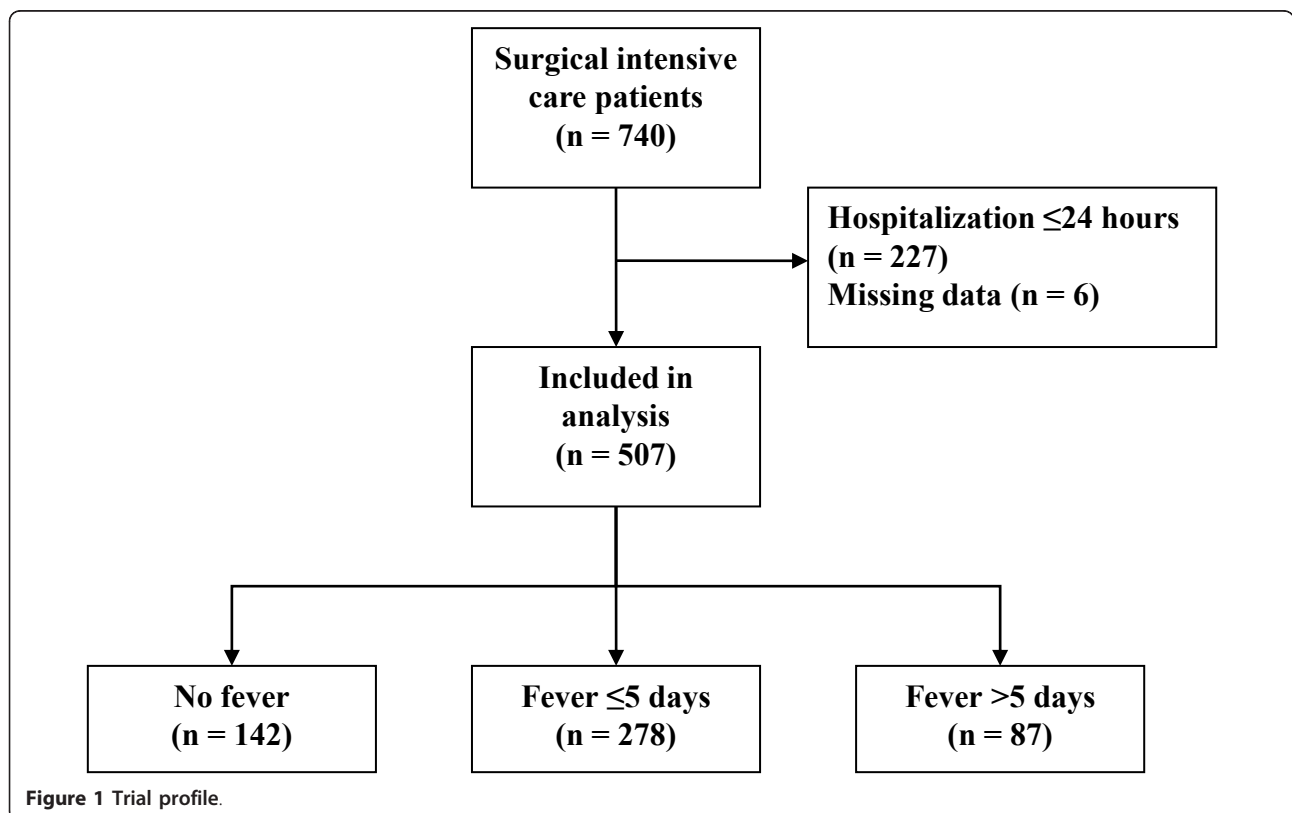 Surgical intensive
care patients
(n = 740)
Hospitalization ≤24 hours
(n = 227)
Missing data (n = 6)
Included in
analysis
(n = 507)
No fever
(n = 142)
Fever ≤5 days
(n = 278)
Fever >5 days
(n = 87)
Figure 1 Trial profile.